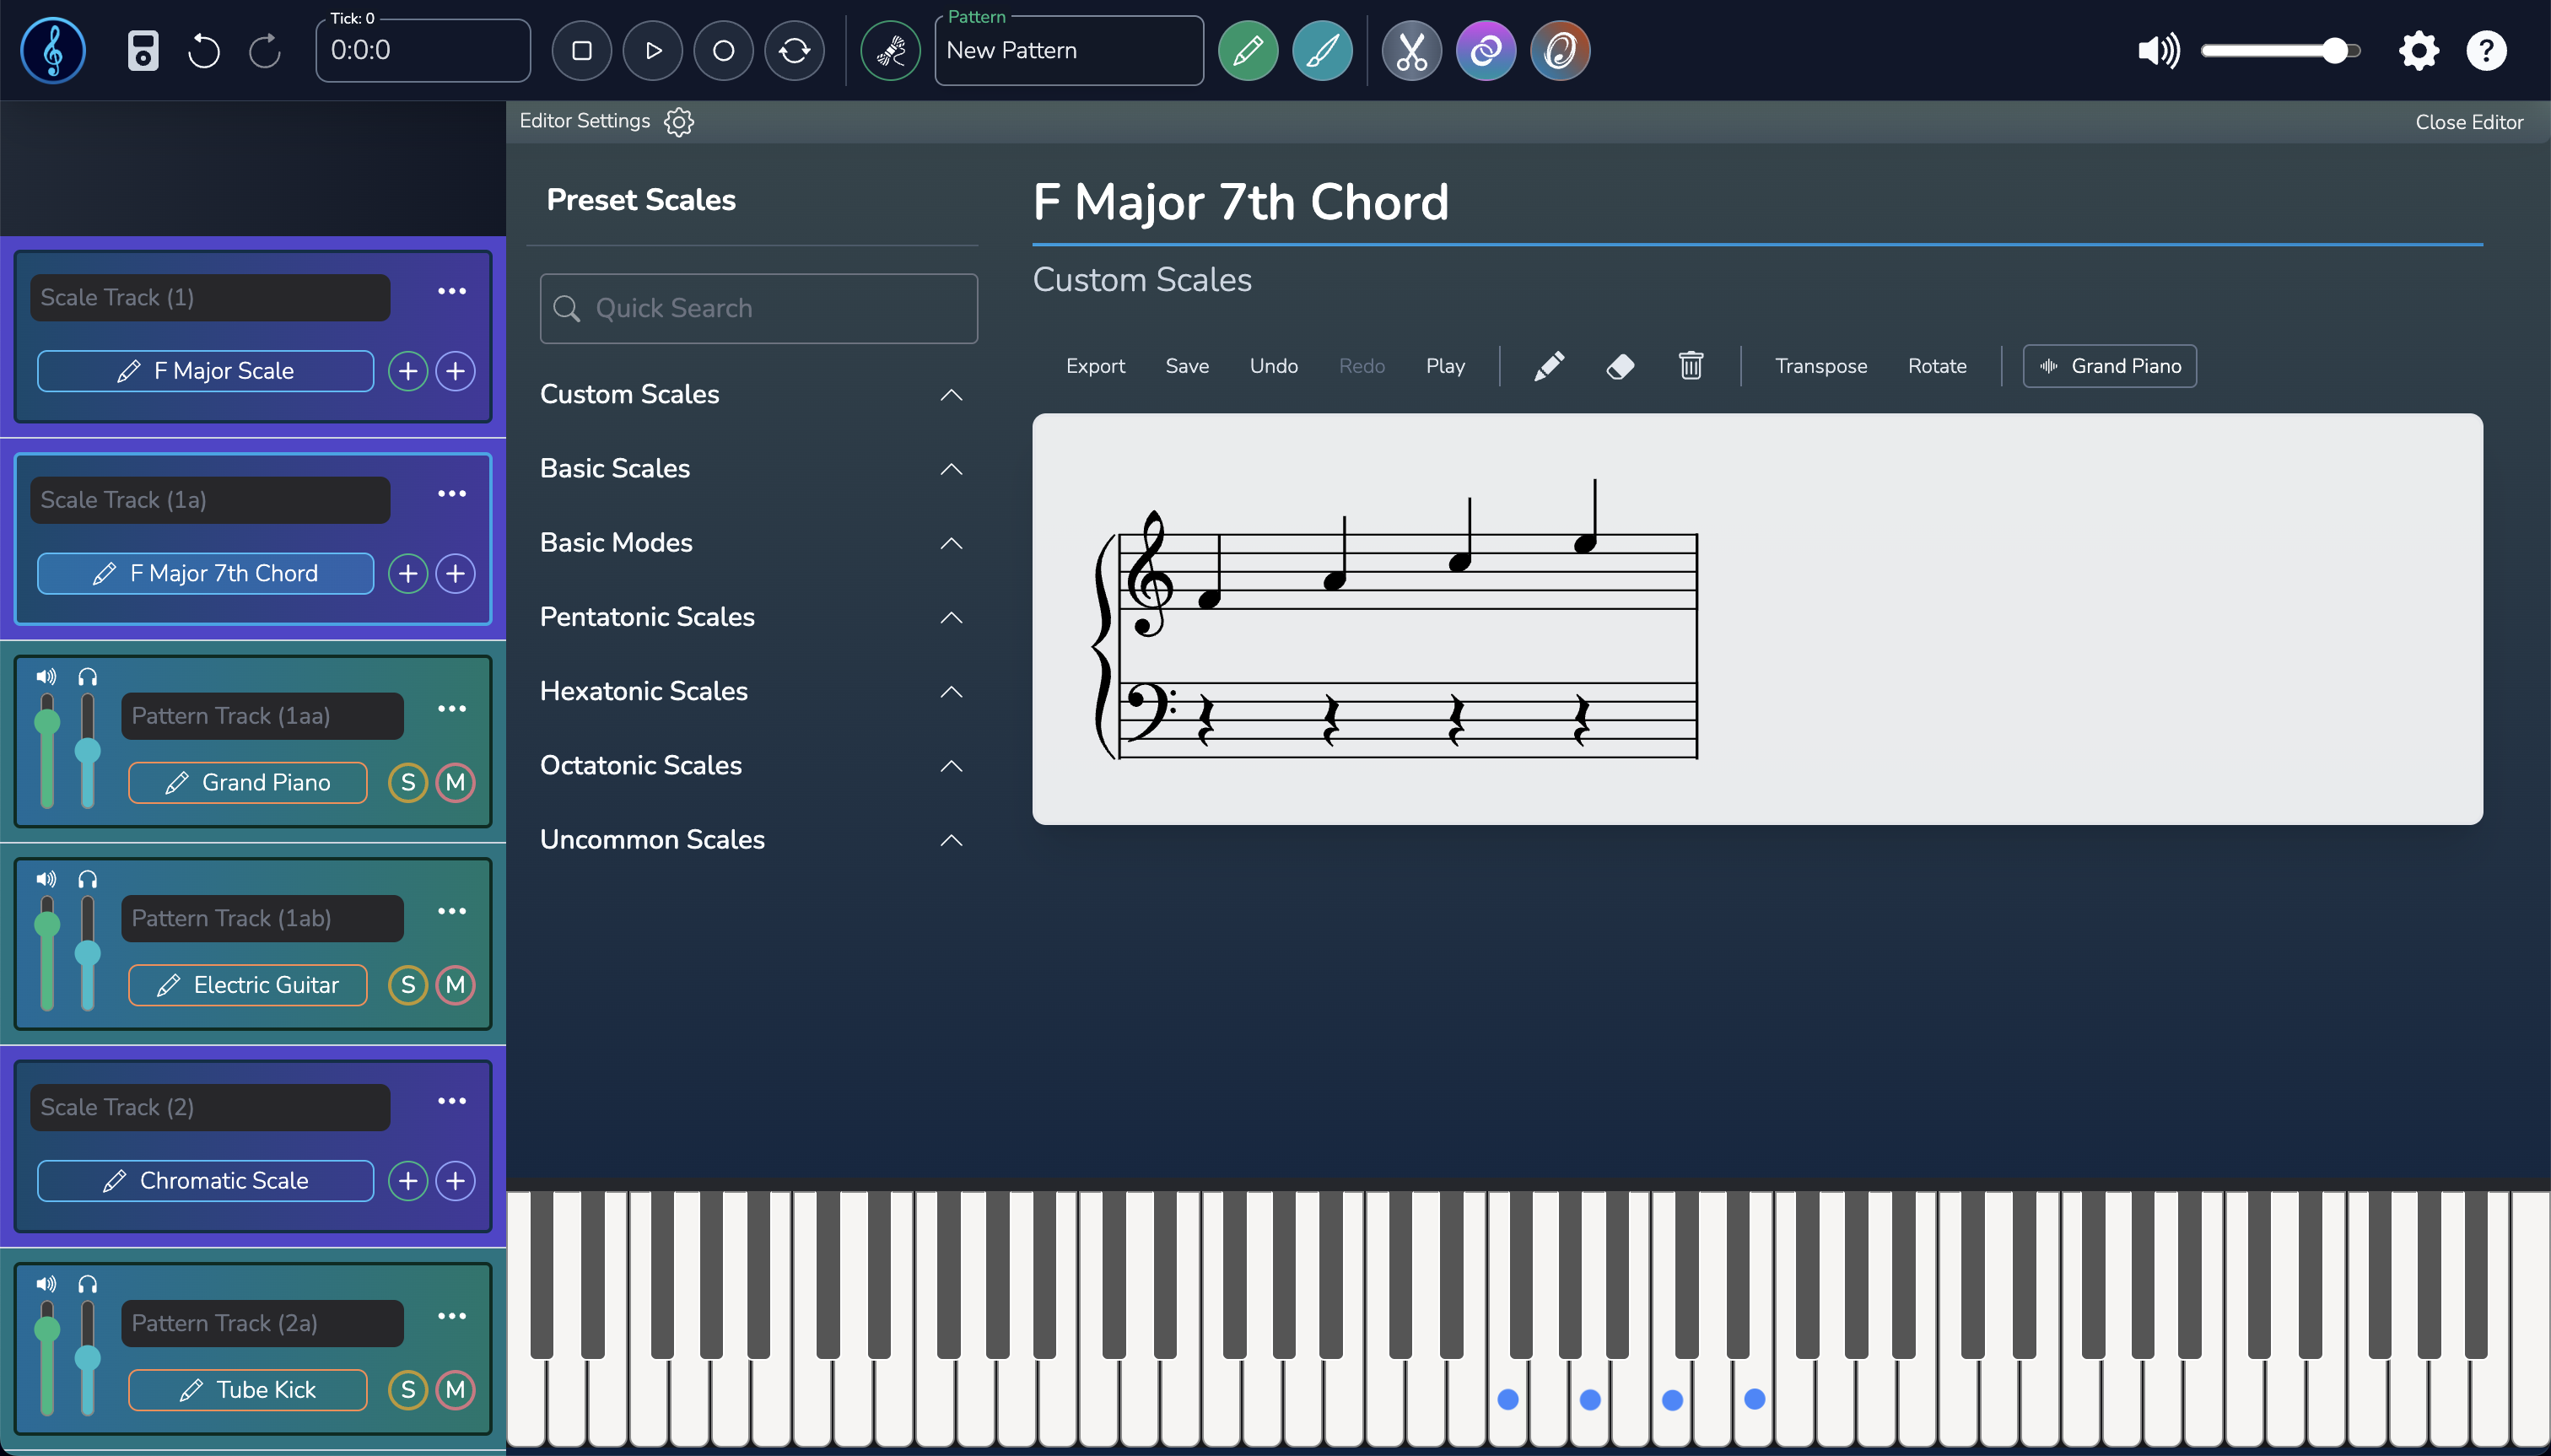 Tick: 0
0:0:0
Pattern
New Pattern
?
Editor Settings
Close Editor
Scale Track (1)
F Major Scale
Scale Track (1a)
F Major 7th Chord
Pattern Track (1aa)
Grand Piano
S
M
Pattern Track (1ab)
Electric Guitar
S
M
Scale Track (2)
Chromatic Scale
Pattern Track (2a)
Tube Kick
S
M
Preset Scales
Quick Search
Custom Scales
Basic Scales
Basic Modes
Pentatonic Scales
Hexatonic Scales
Octatonic Scales
Uncommon Scales
F Major 7th Chord
Custom Scales
Export Save Undo Redo Play Transpose Rotate Grand Piano